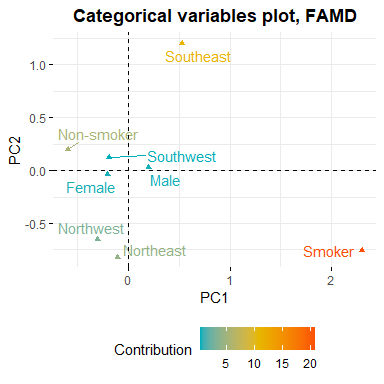 Categorical variables plot, FAMD
Southeast
Non-smoker
Southwest
Female
Male
Northwest
Northeast
Smoker
PC2
1.0
0.5
0.0
-0.5
0
1
2
PC1
Contribution
5
10
15
20